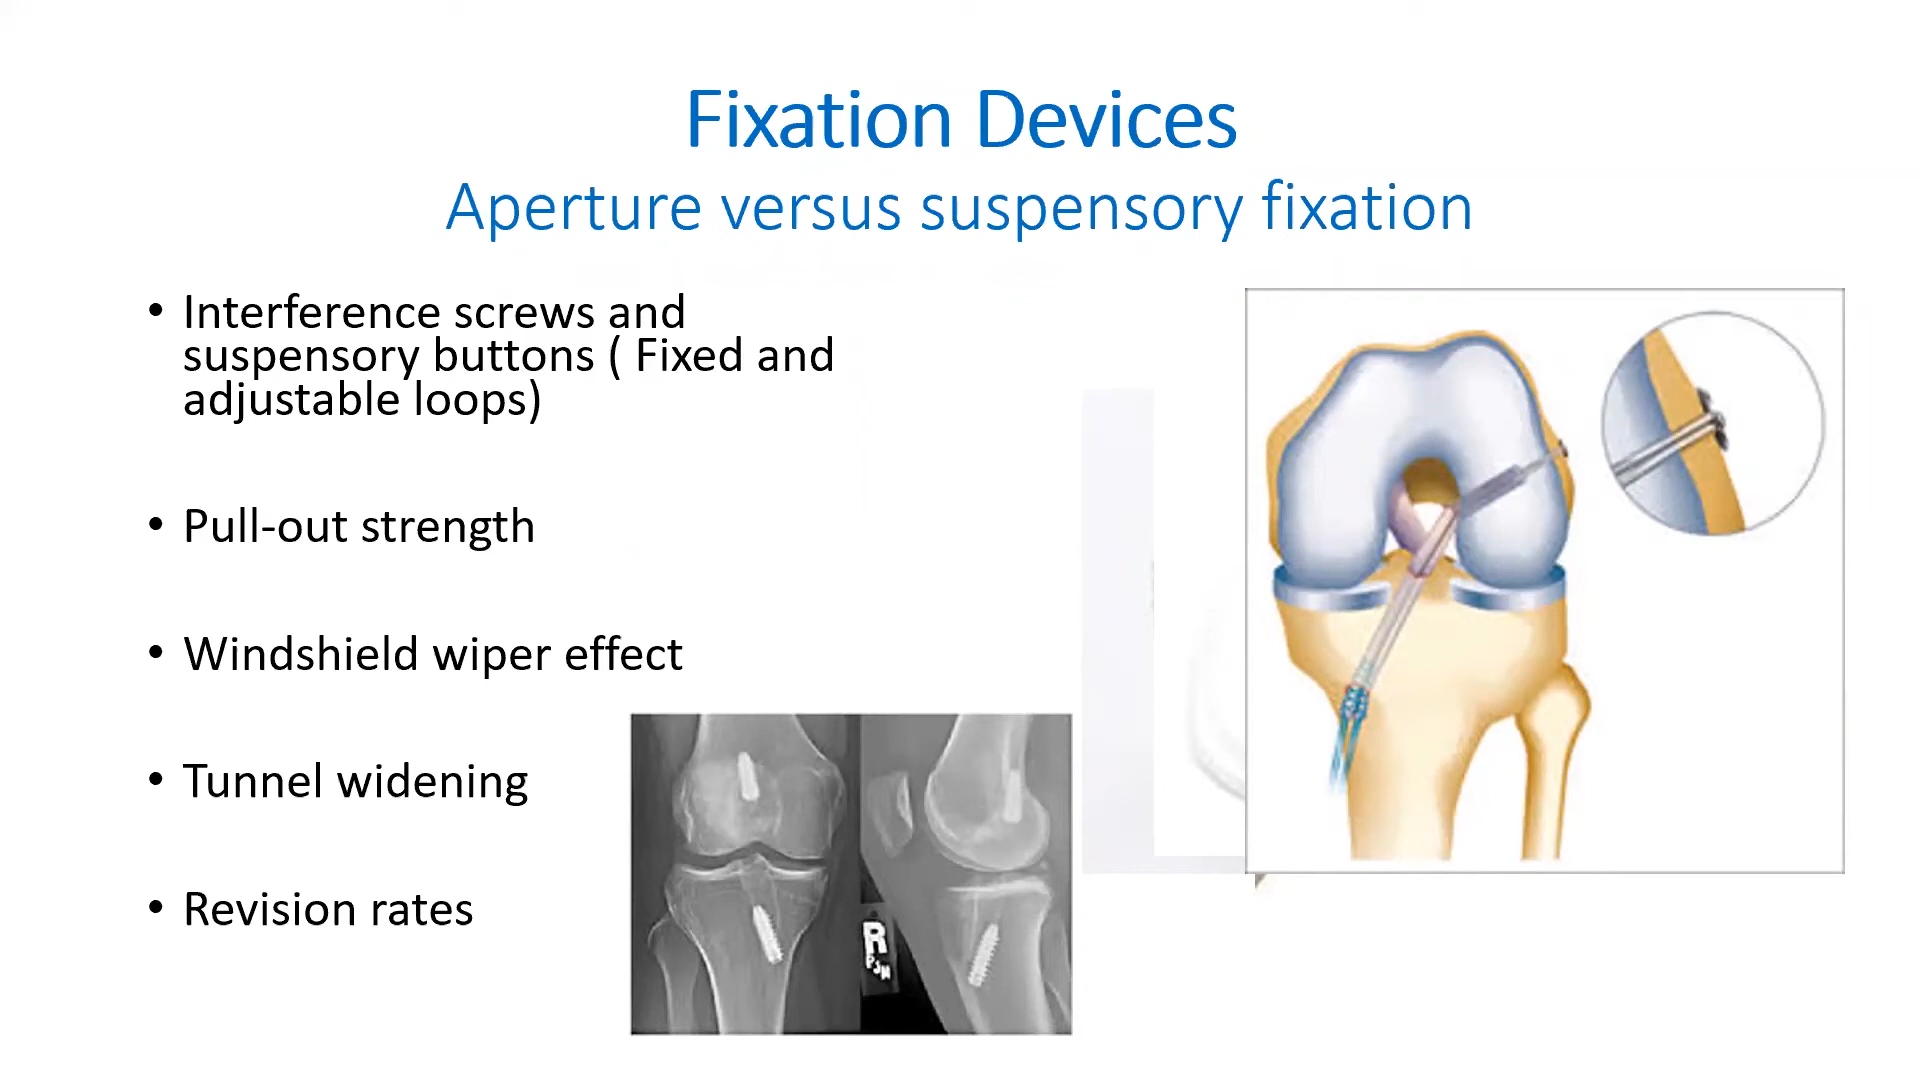 Fixation Devices
Aperture versus suspensory fixation
• Interference screws and
suspensory buttons ( Fixed and
adjustable loops)
• Pull-out strength
• Windshield wiper effect
• Tunnel widening
• Revision rates
R
PJN